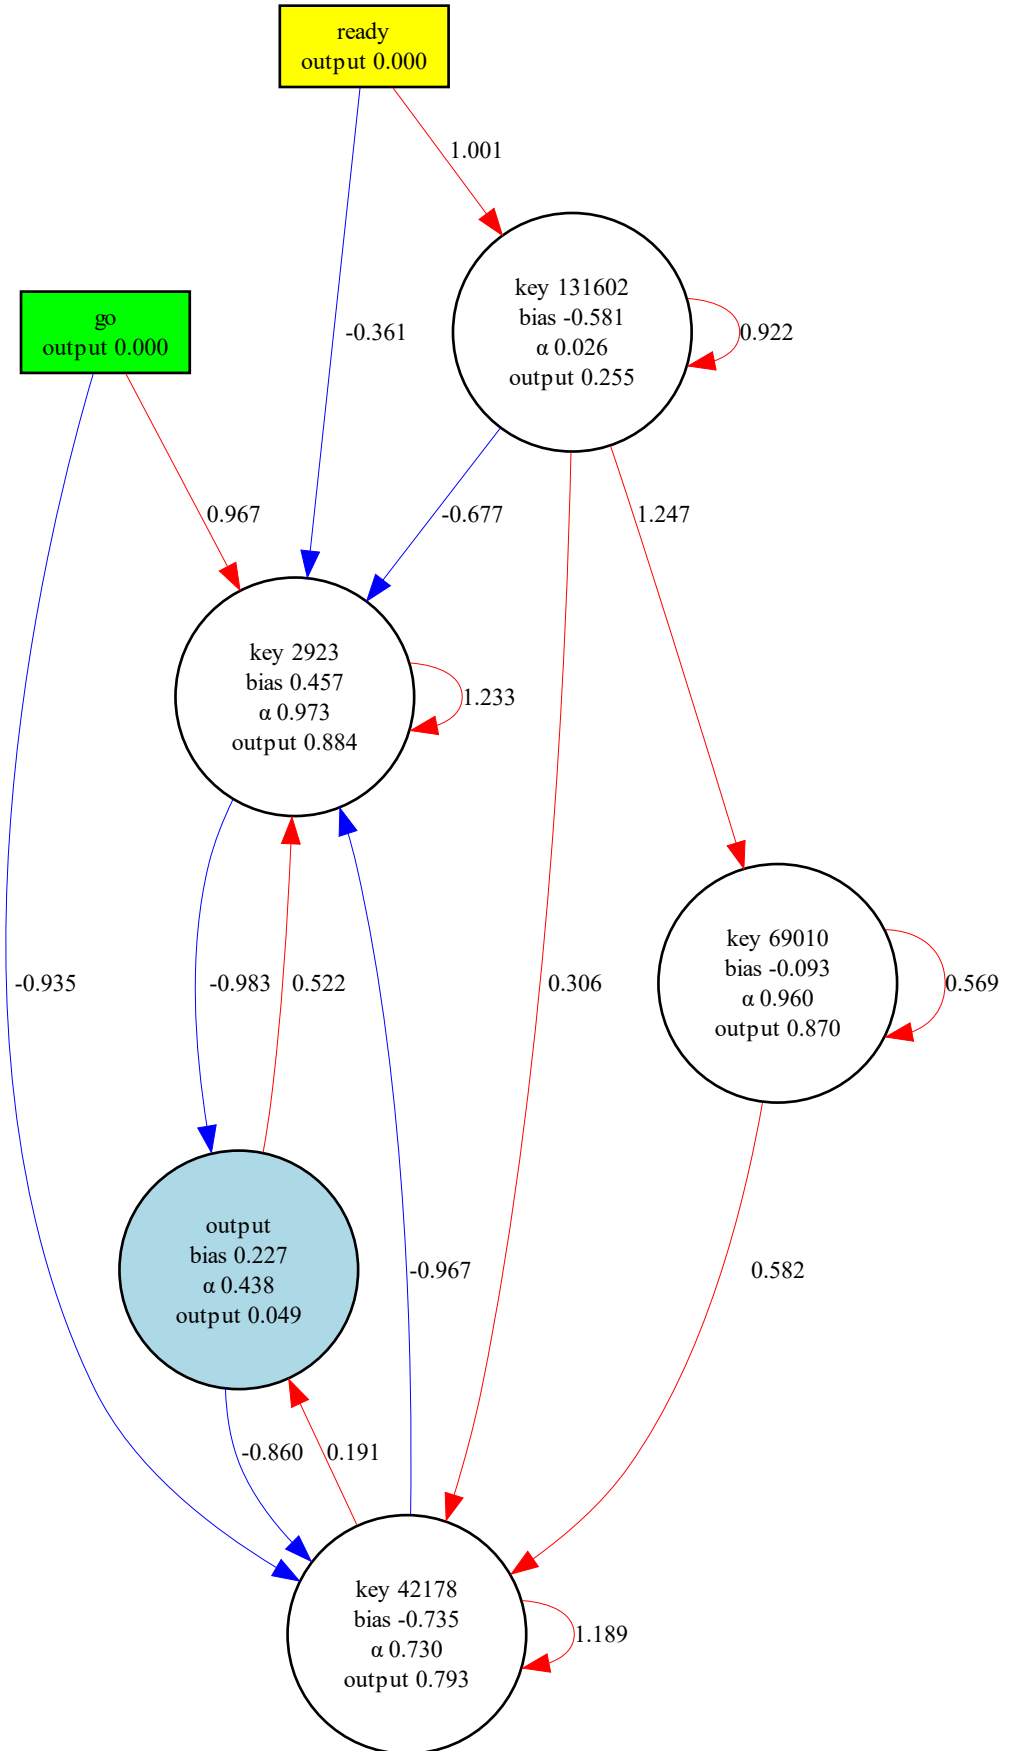 ready
output 0.000
1.001
key 131602
bias -0.581
α 0.026
output 0.255
0.922
go
output 0.000
-0.361
0.967
-0.677
1.247
key 2923
bias 0.457
α 0.973
output 0.884
1.233
key 69010
bias -0.093
α 0.960
output 0.870
-0.935
-0.983
0.522
0.306
0.569
output
bias 0.227
α 0.438
output 0.049
-0.967
0.582
-0.860
0.191
key 42178
bias -0.735
α 0.730
output 0.793
1.189